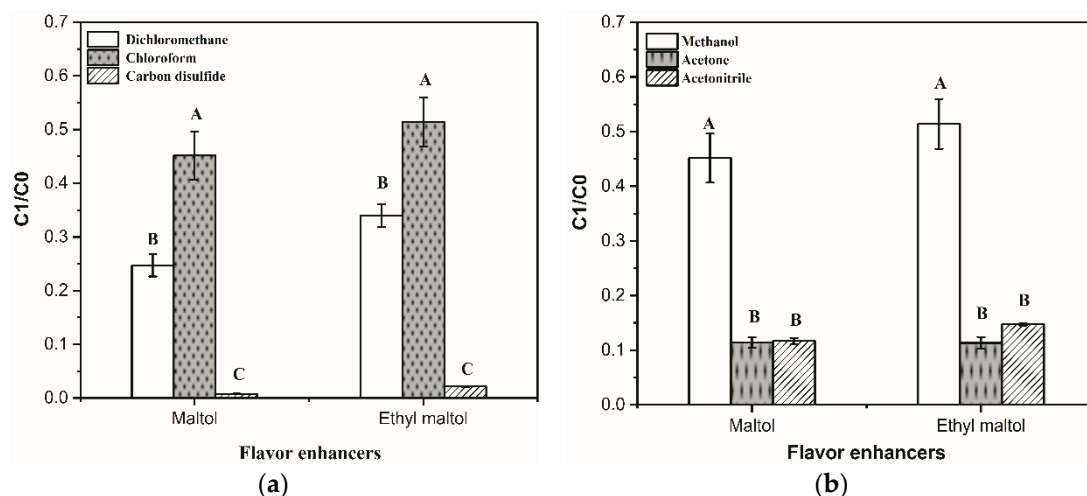 0.7
0.6
0.5
0.4
0.3
0.2
0.1
0.0
C1/C0
Dichloromethane
Chloroform
Carbon disulfide
B
A
C
B
A
C
Maltol
Ethyl maltol
Flavor enhancers
(a)
0.7
0.6
0.5
0.4
0.3
0.2
0.1
0.0
C1/C0
Methanol
Acetone
Acetonitrile
A
B
B
A
B
B
Maltol
Ethyl maltol
Flavor enhancers
(b)